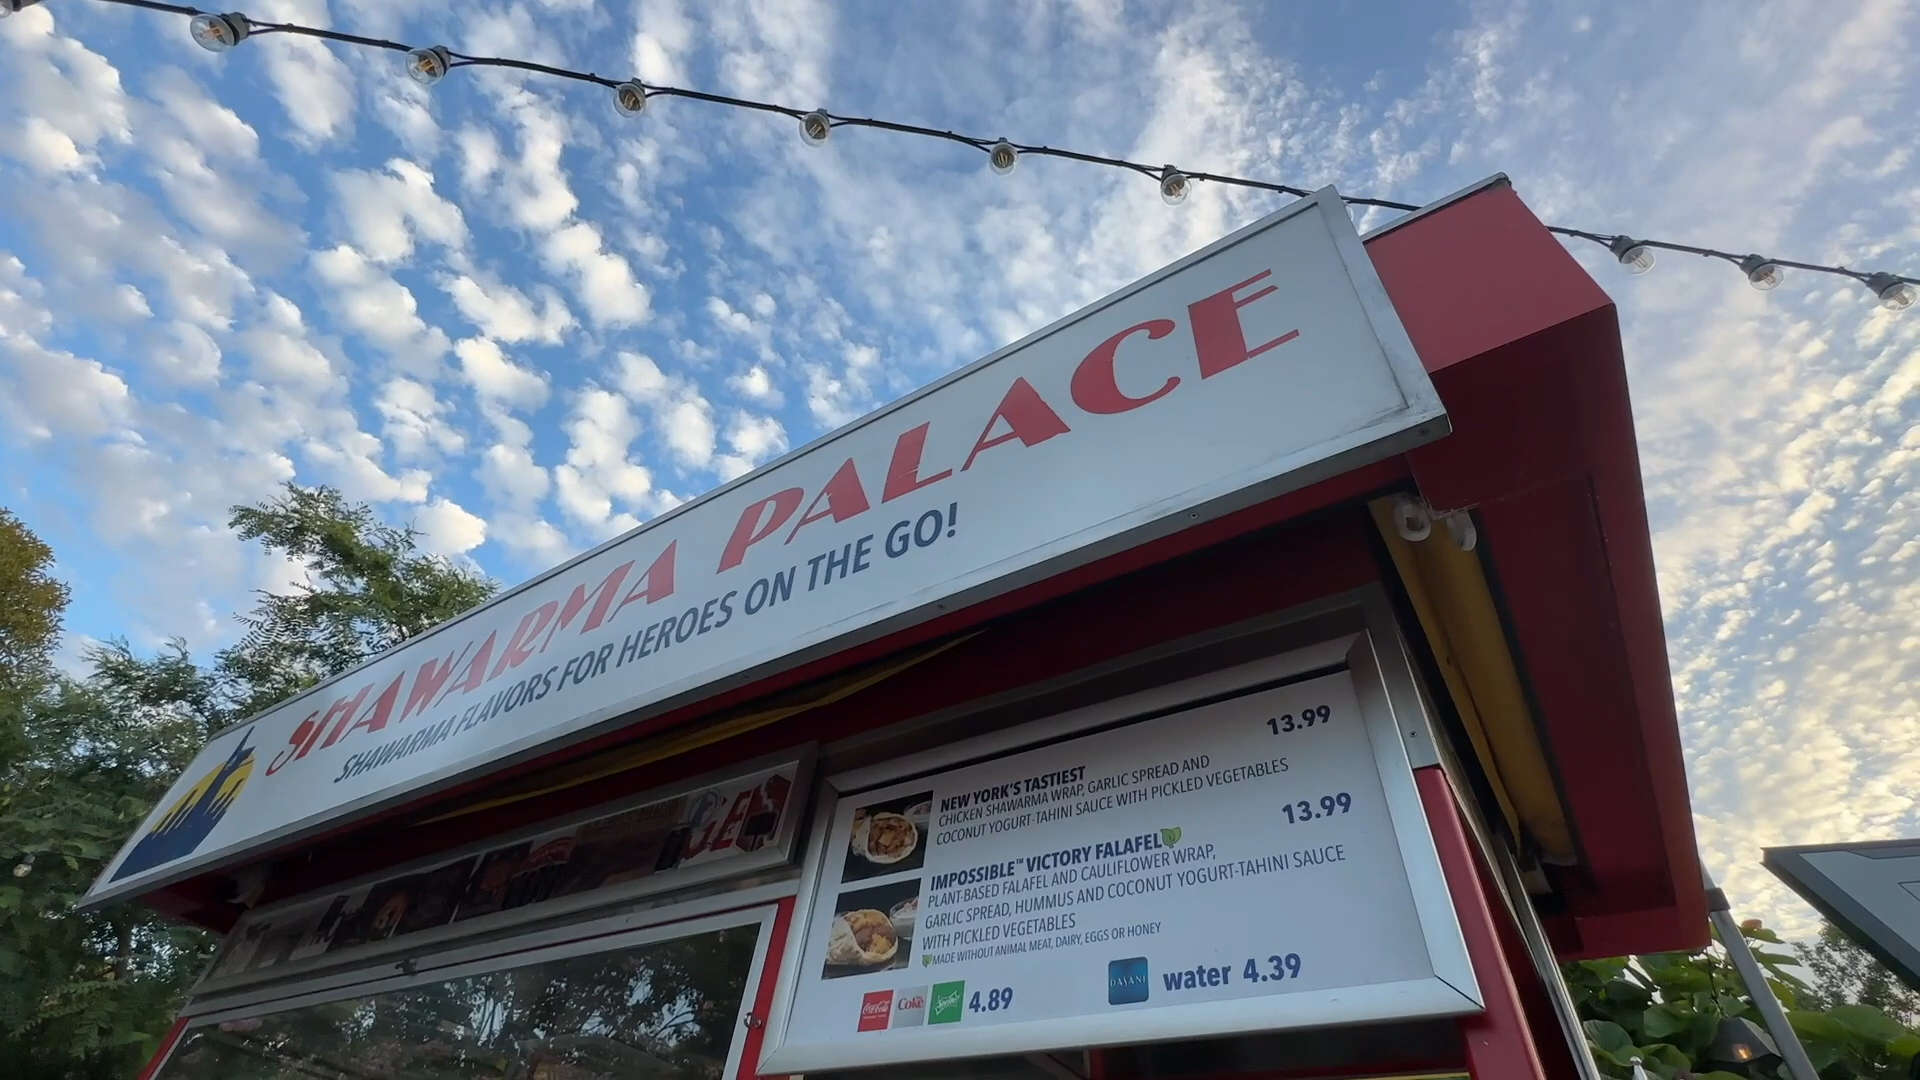 SHAWARMA PALACE
SHAWARMA FLAVORS FOR HEROES ON THE GO!
13.99
NEW YORK'S TASTIEST
CHICKEN SHAWARMA WRAP, GARLIC SPREAD AND
COCONUT YOGURT-TAHINI SAUCE WITH PICKLED VEGETABLES
13.99
IMPOSSIBLE™ VICTORY FALAFEL
PLANT-BASED FALAFEL AND CAULIFLOWER WRAP,
GARLIC SPREAD, HUMMUS AND COCONUT YOGURT-TAHINI SAUCE
WITH PICKLED VEGETABLES
MADE WITHOUT ANIMAL MEAT, DAIRY, EGGS OR HONEY
Coca-Cola
Coke
Sprite
4.89
DASANI
water 4.39